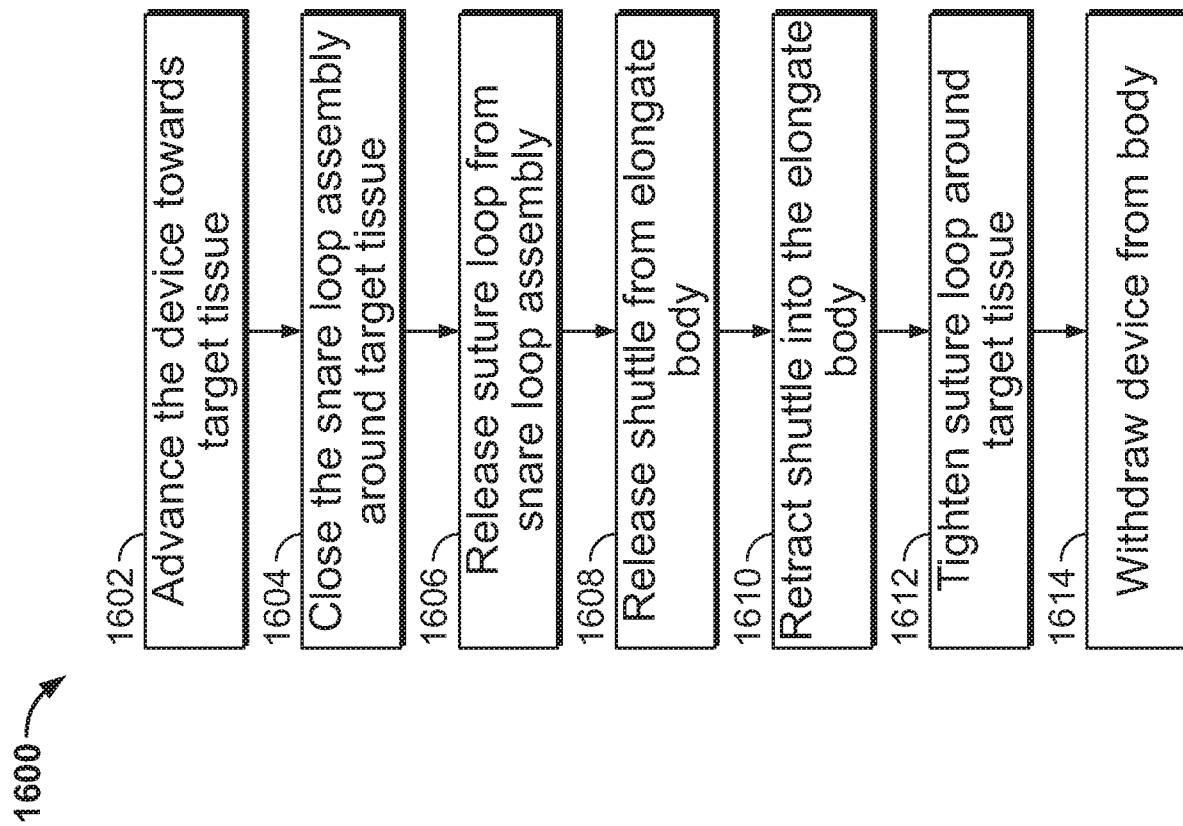 1600
1602
Advance the device towards
target tissue
1604
Close the snare loop assembly
around target tissue
1606
Release suture loop from
snare loop assembly
1608
Release shuttle from elongate
body
1610
Retract shuttle into the elongate
body
1612
Tighten suture loop around
target tissue
1614
Withdraw device from body